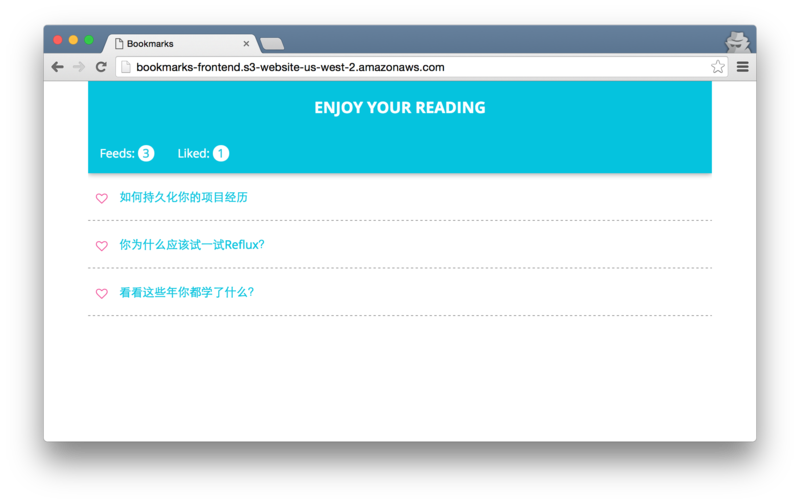 Bookmarks
bookmarks-frontend.s3-website-us-west-2.amazonaws.com
ENJOY YOUR READING
Feeds: 3 Liked: 1
如何持久化你的项目经历
你为什么应该试一试Reflux?
看看这些年你都学了什么?